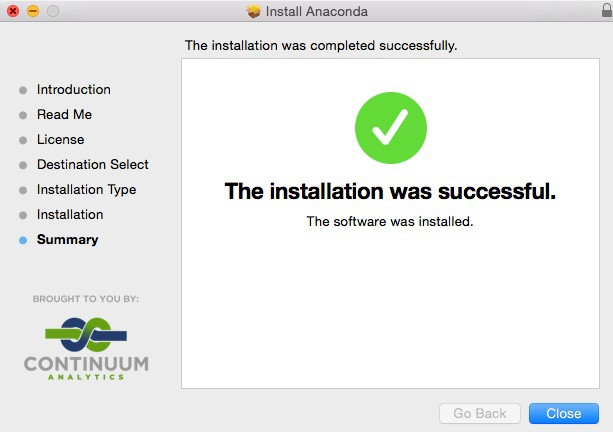 Install Anaconda
The installation was completed successfully.
Introduction
Read Me
License
Destination Select
Installation Type
Installation
Summary
BROUGHT TO YOU BY:
CONTINUUM
ANALYTICS
The installation was successful.
The software was installed.
Go Back
Close